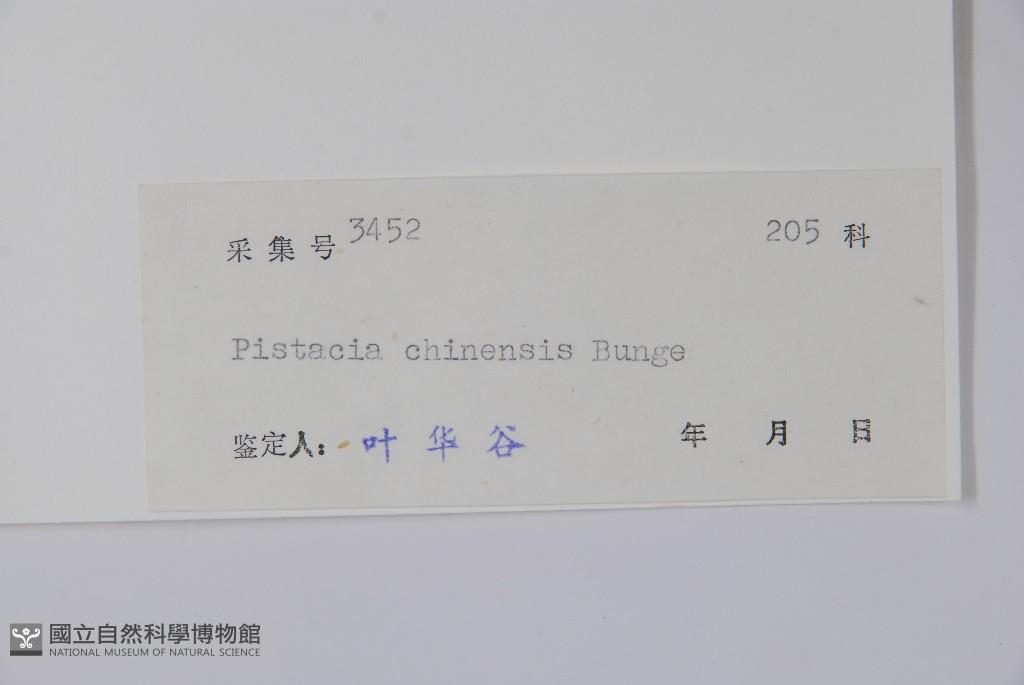 采集号 3452 205 科
Pistacia chinensis Bunge
鉴定人: 叶华谷 年 月 日
國立自然科學博物館
NATIONAL MUSEUM OF NATURAL SCIENCE